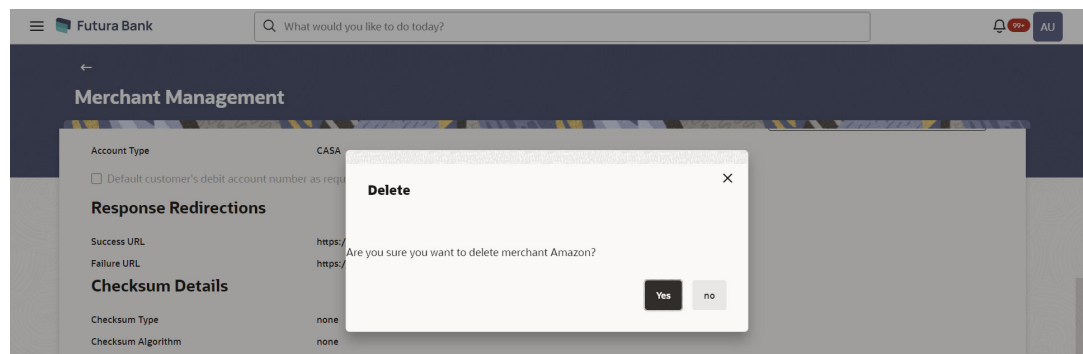 Futura Bank
What would you like to do today?
99+
AU
Merchant Management
Account Type
CASA
Default customer's debit account number as requ
Response Redirections
Success URL
https:/
Failure URL
https:/
Checksum Details
Checksum Type
none
Checksum Algorithm
none
Delete
Are you sure you want to delete merchant Amazon?
Yes
no